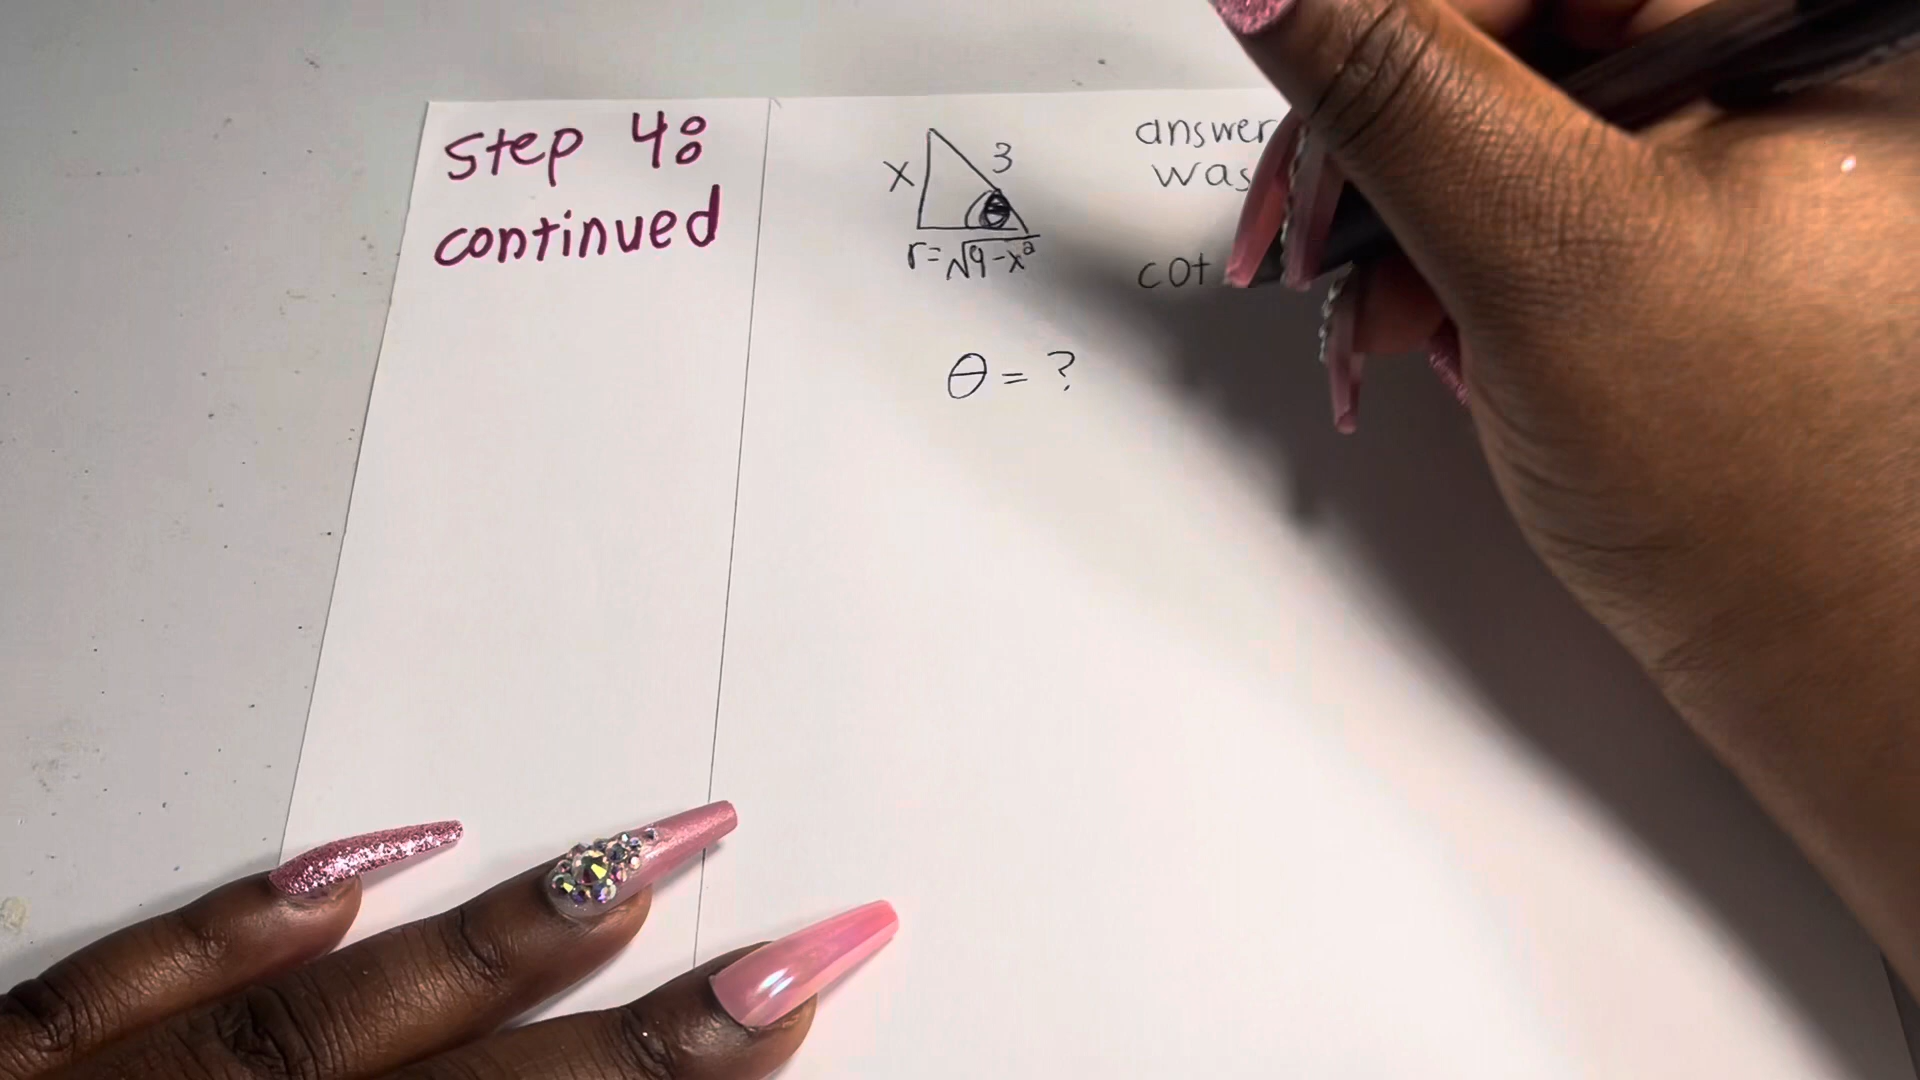 Step 4:
continued
x
3
θ
r=√9-x²
θ = ?
answer
was
cot